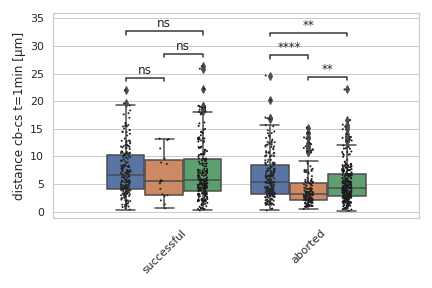 distance cb-cs t=1min [µm]
35
30
25
20
15
10
5
0
ns
ns
ns
**
****
**
successful
aborted